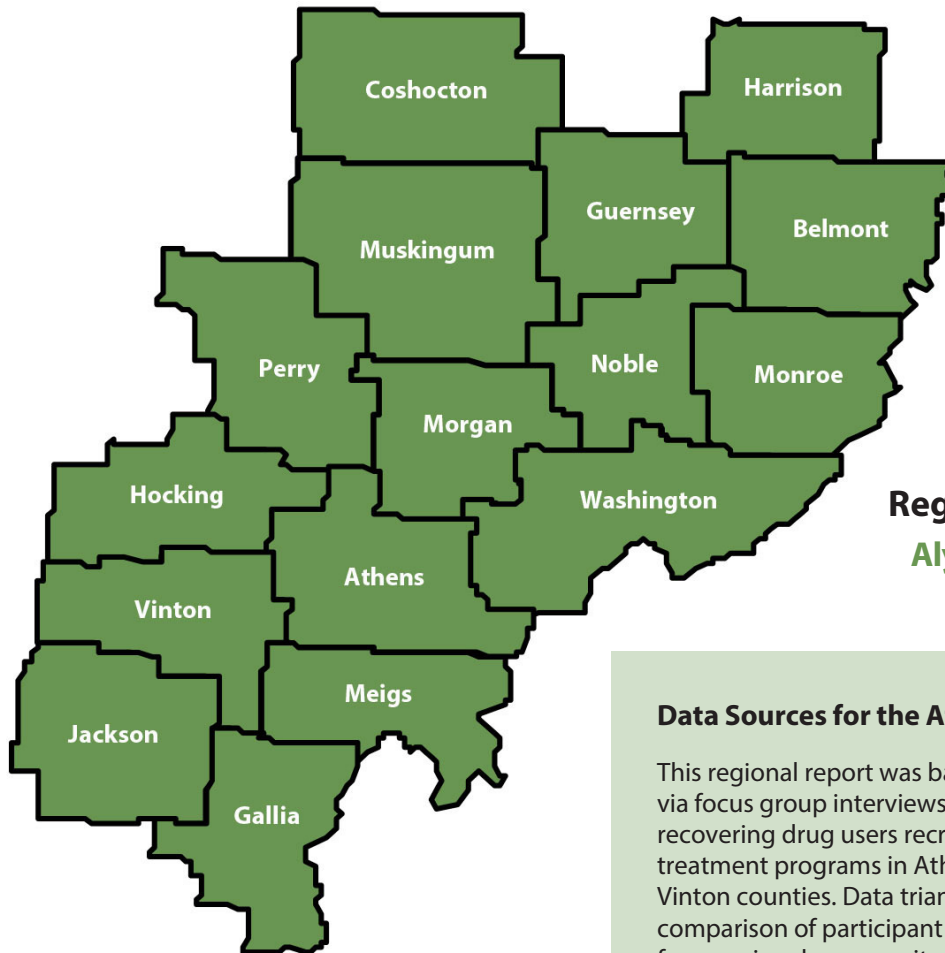 Coshocton
Harrison
Guernsey
Belmont
Muskingum
Perry
Noble
Monroe
Morgan
Hocking
Washington
Athens
Vinton
Meigs
Jackson
Gallia
Reg
Aly
Data Sources for the A
This regional report was ba
via focus group interviews
recovering drug users recr
treatment programs in Ath
Vinton counties. Data trian
comparison of participant